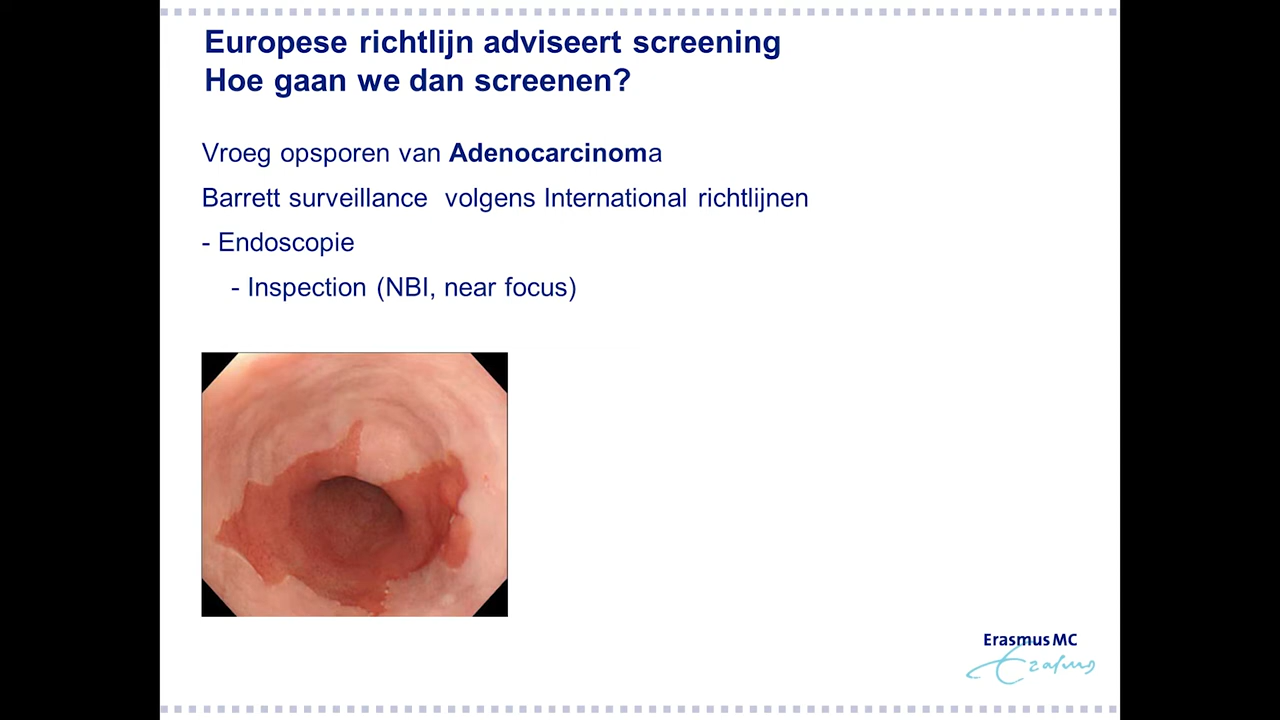 Europese richtlijn adviseert screening
Hoe gaan we dan screenen?
Vroeg opsporen van Adenocarcinoma
Barrett surveillance volgens International richtlijnen
- Endoscopie
- Inspection (NBI, near focus)
Erasmus MC
Erasmus